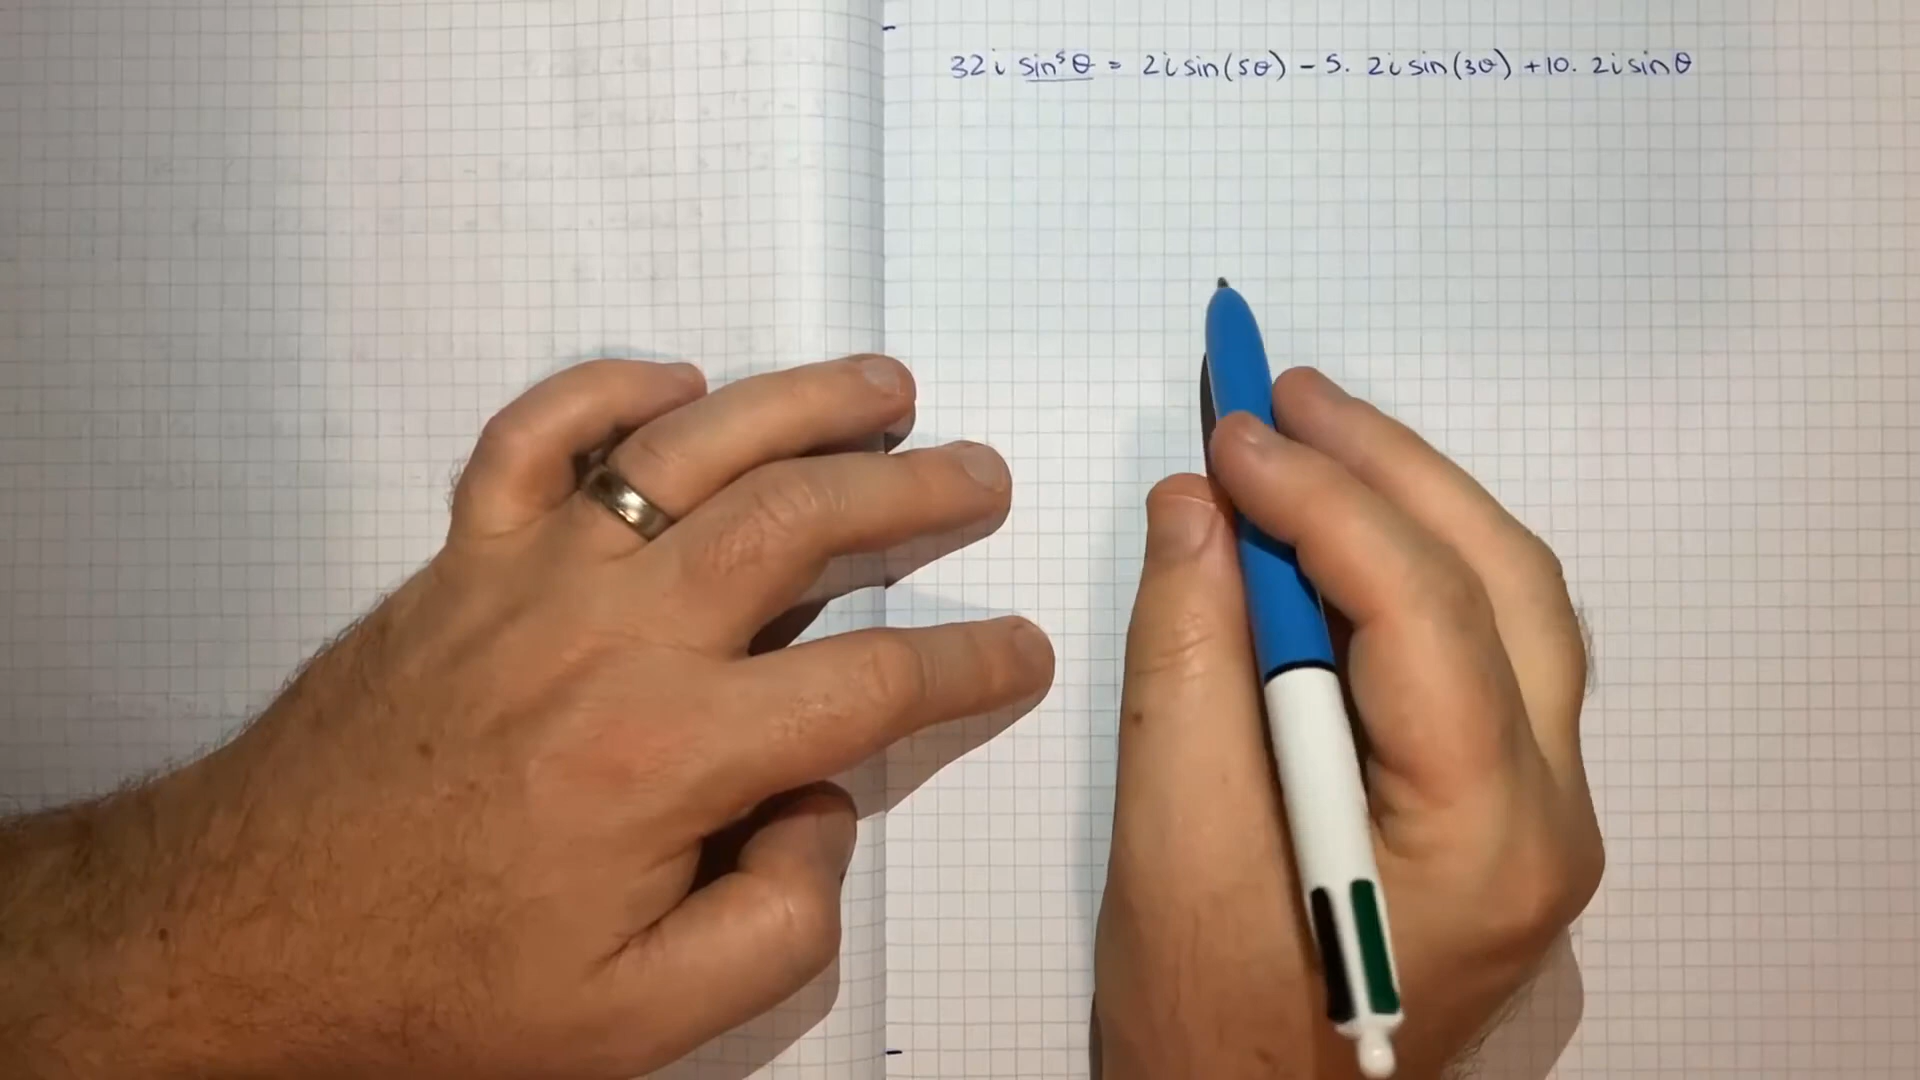 32i sin⁵θ = 2i sin(5θ) - 5. 2i sin(3θ) + 10. 2i sinθ